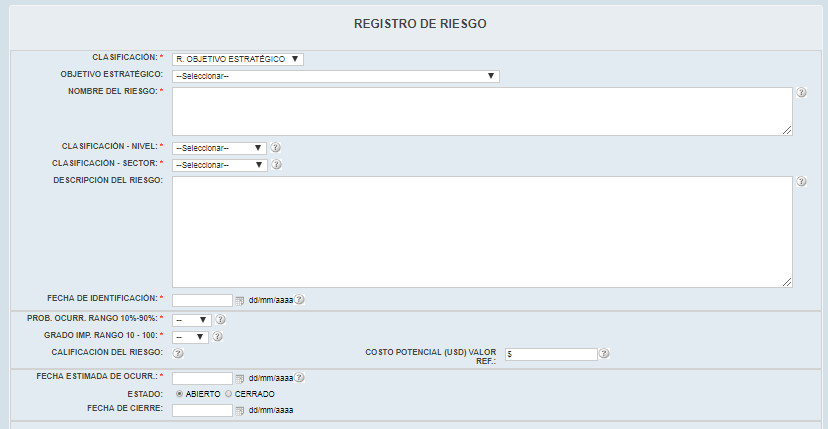 REGISTRO DE RIESGO
CLASIFICACIÓN: * R. OBJETIVO ESTRATÉGICO
OBJETIVO ESTRATÉGICO: --Seleccionar--
NOMBRE DEL RIESGO: *
CLASIFICACIÓN - NIVEL: * --Seleccionar--
CLASIFICACIÓN - SECTOR: * --Seleccionar--
DESCRIPCIÓN DEL RIESGO:
FECHA DE IDENTIFICACIÓN: * dd/mm/aaaa
PROB. OCURR. RANGO 10%-90%: * --
GRADO IMP. RANGO 10 - 100: * --
CALIFICACIÓN DEL RIESGO: COSTO POTENCIAL (USD) VALOR
REF.: $
FECHA ESTIMADA DE OCURR.: * dd/mm/aaaa
ESTADO: ABIERTO CERRADO
FECHA DE CIERRE: dd/mm/aaaa